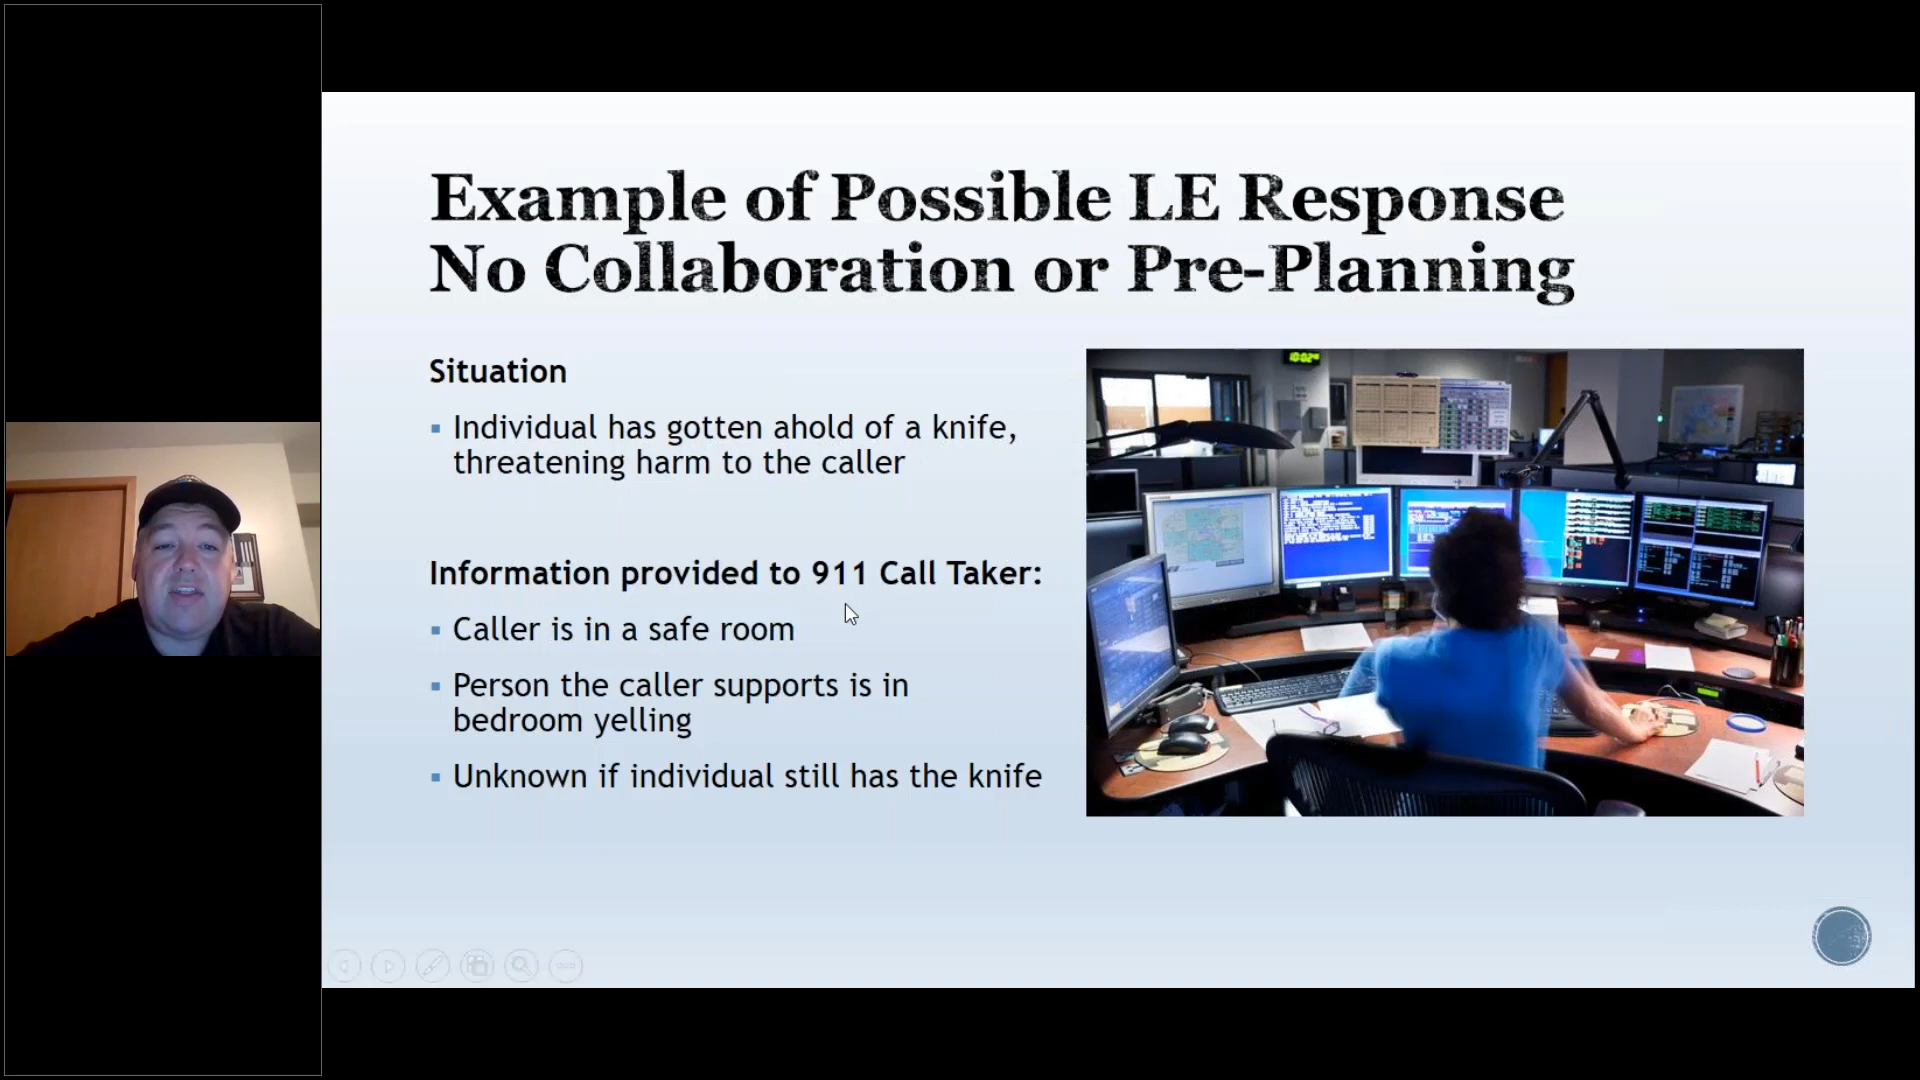 Example of Possible LE Response
No Collaboration or Pre-Planning
Situation
Individual has gotten ahold of a knife,
threatening harm to the caller
Information provided to 911 Call Taker:
Caller is in a safe room
Person the caller supports is in
bedroom yelling
Unknown if individual still has the knife
10:02